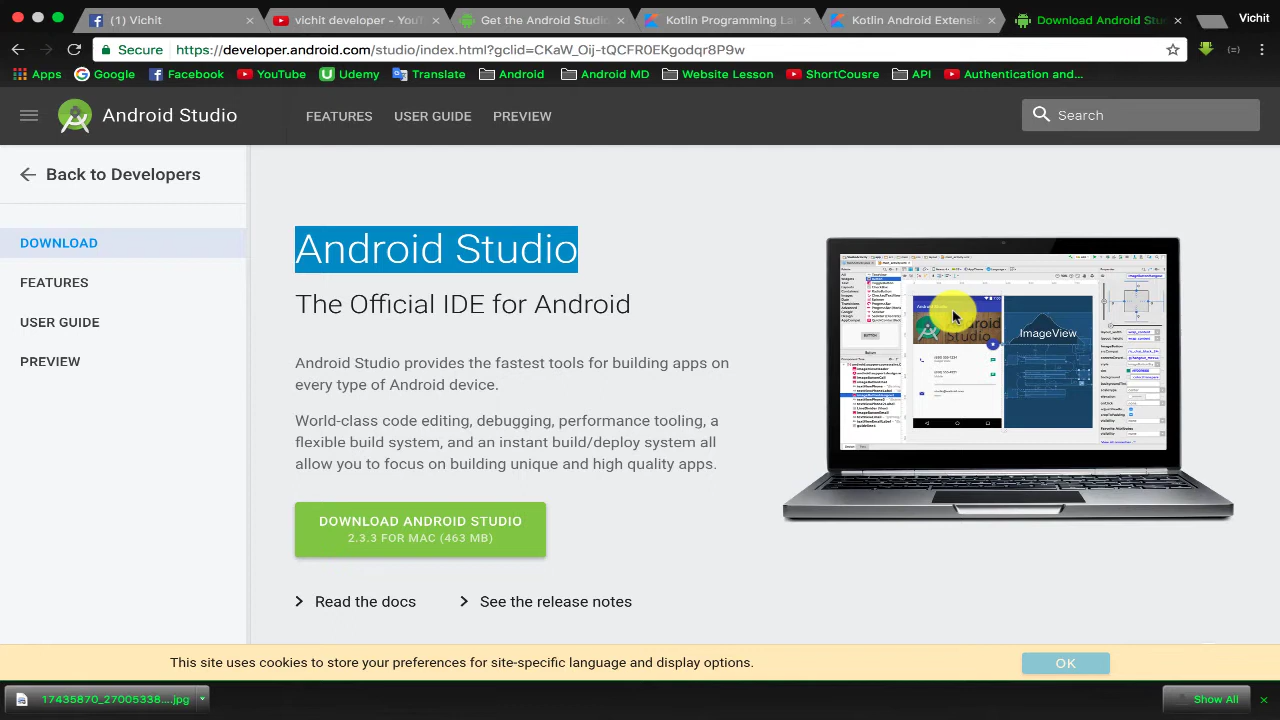 (1) Vichit
vichit developer - YouT
Get the Android Studio
Kotlin Programming La
Kotlin Android Extensio
Download Android Stu
Vichit
Secure
https://developer.android.com/studio/index.html?gclid=CKaW_Oij-tQCFR0EKgodqr8P9w
Apps
Google
Facebook
YouTube
Udemy
Translate
Android
Android MD
Website Lesson
ShortCousre
API
Authentication and...
Android Studio
FEATURES
USER GUIDE
PREVIEW
Search
Back to Developers
DOWNLOAD
FEATURES
USER GUIDE
PREVIEW
Android Studio
The Official IDE for Android
Android Studio provides the fastest tools for building apps on
every type of Android device.
World-class code editing, debugging, performance tooling, a
flexible build system, and an instant build/deploy system all
allow you to focus on building unique and high quality apps.
DOWNLOAD ANDROID STUDIO
2.3.3 FOR MAC (463 MB)
Read the docs
See the release notes
ImageView
This site uses cookies to store your preferences for site-specific language and display options.
OK
17435870_27005338....jpg
Show All